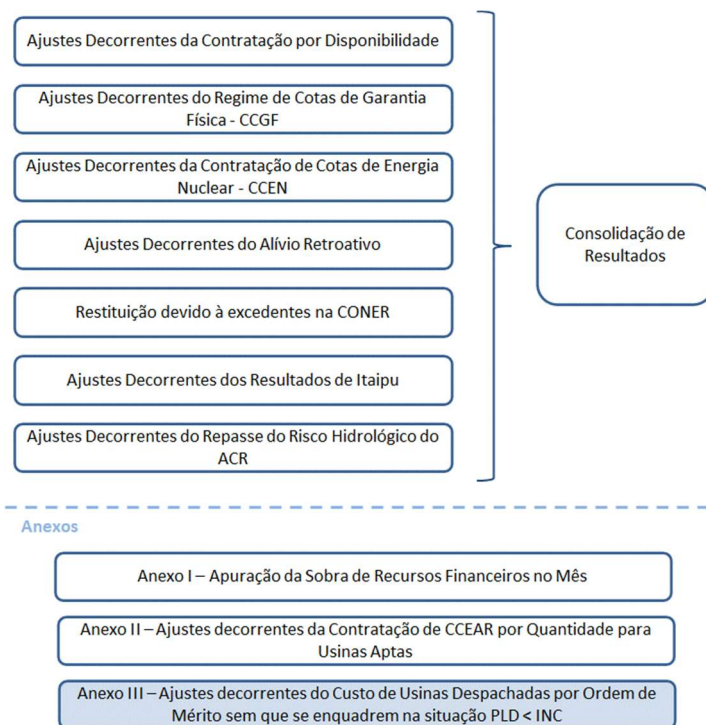 Ajustes Decorrentes da Contratação por Disponibilidade
Ajustes Decorrentes do Regime de Cotas de Garantia
Física - CCGF
Ajustes Decorrentes da Contratação de Cotas de Energia
Nuclear - CCEN
Ajustes Decorrentes do Alívio Retroativo
Restituição devido à excedentes na CONER
Ajustes Decorrentes dos Resultados de Itaipu
Ajustes Decorrentes do Repasse do Risco Hidrológico do
ACR
Consolidação de
Resultados
Anexos
Anexo I – Apuração da Sobra de Recursos Financeiros no Mês
Anexo II – Ajustes decorrentes da Contratação de CCEAR por Quantidade para
Usinas Aptas
Anexo III – Ajustes decorrentes do Custo de Usinas Despachadas por Ordem de
Mérito sem que se enquadrem na situação PLD < INC